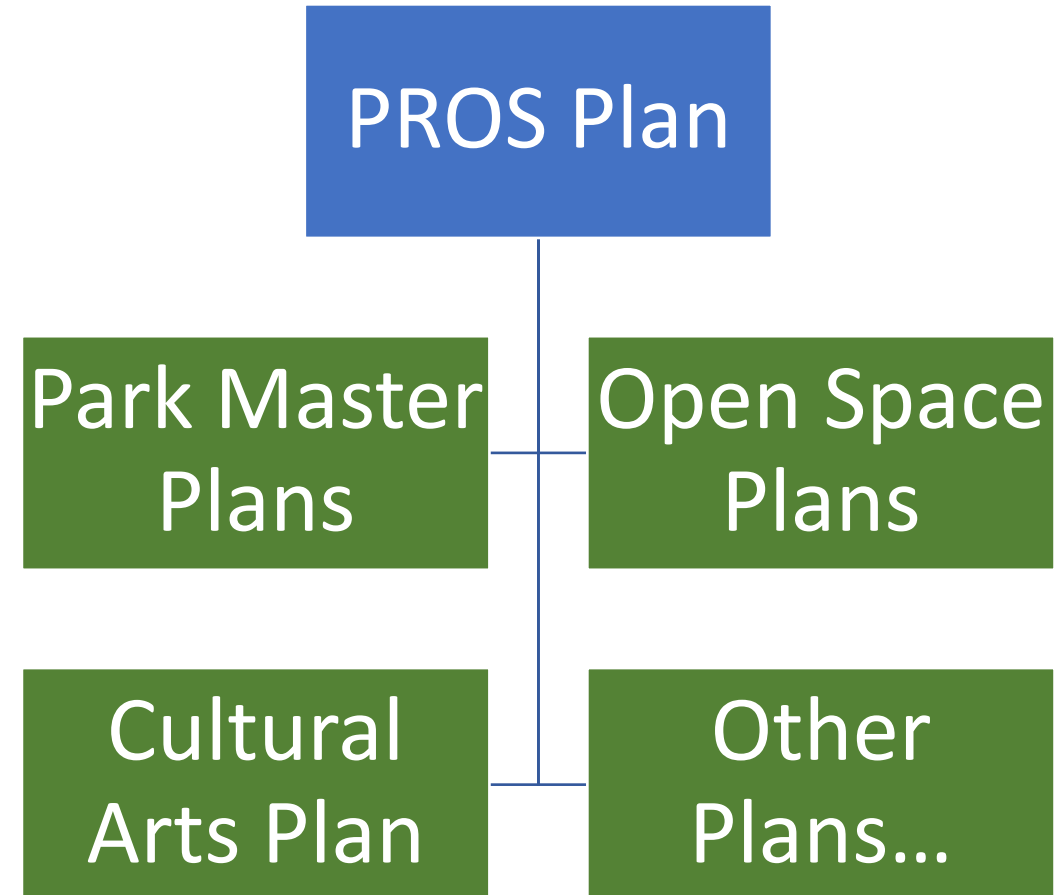 PROS Plan
Park Master
Plans
Open Space
Plans
Cultural
Arts Plan
Other
Plans...